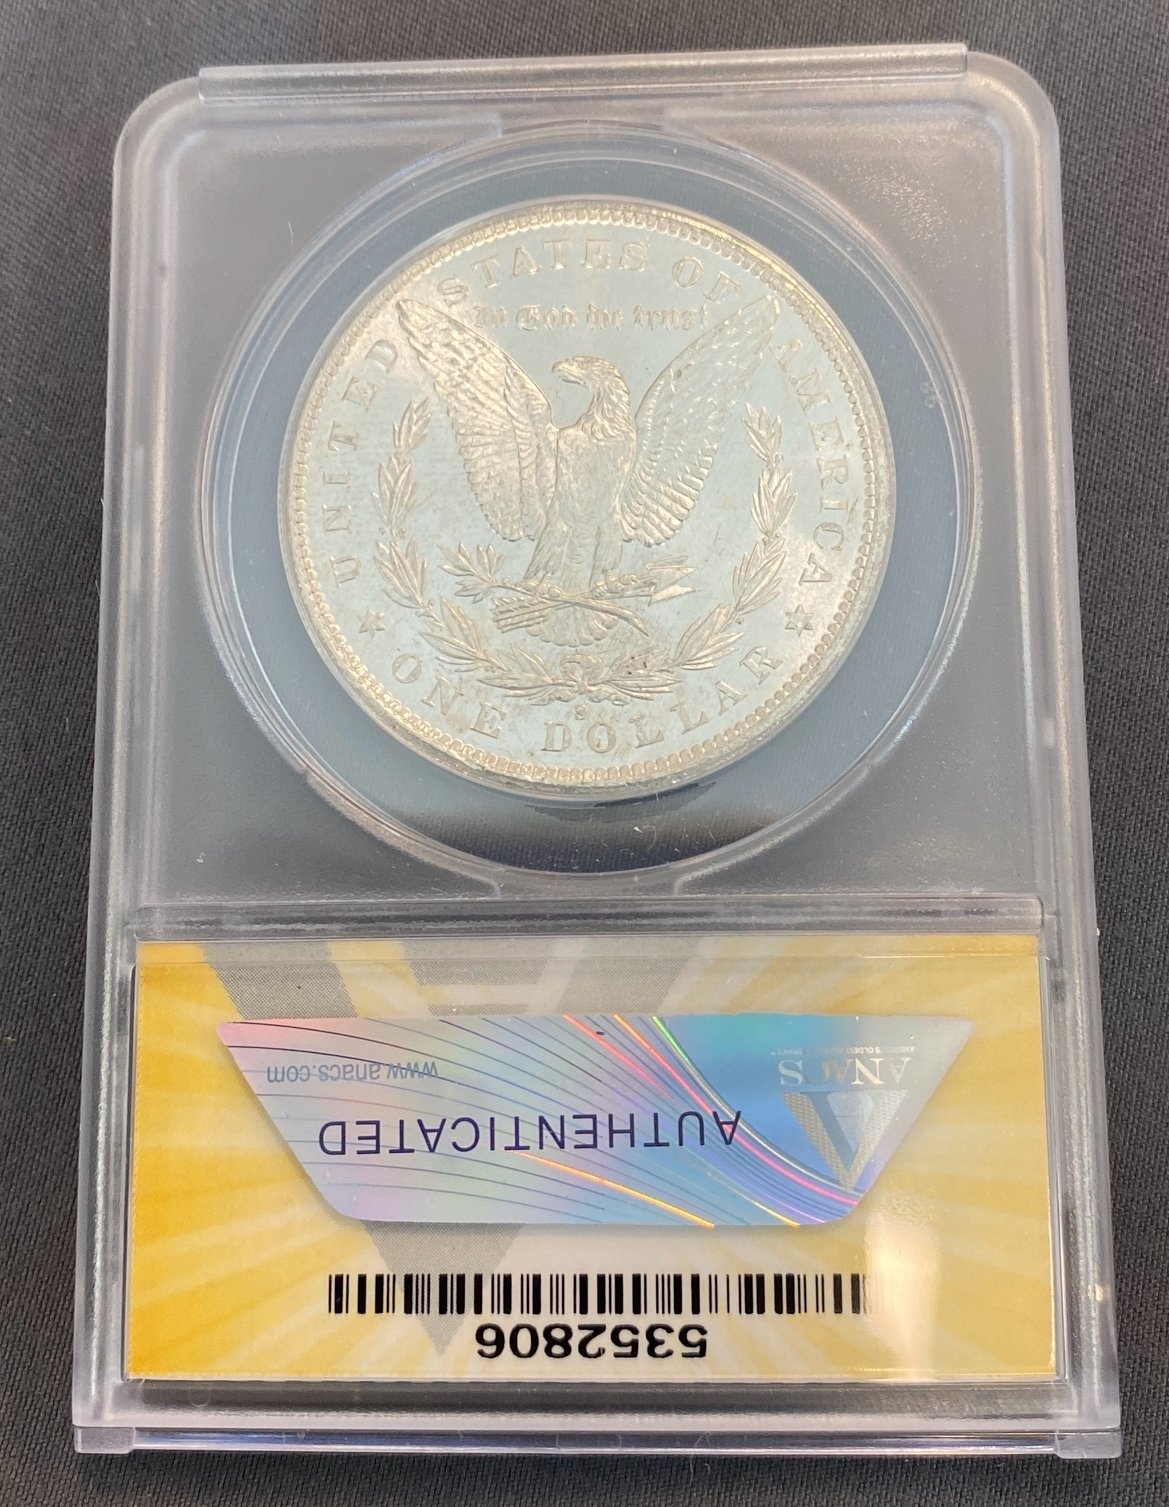 UNITED STATES OF AMERICA
In God we trust
S
ONE DOLLAR
ANACS
www.anacs.com
AUTHENTICATED
5352806